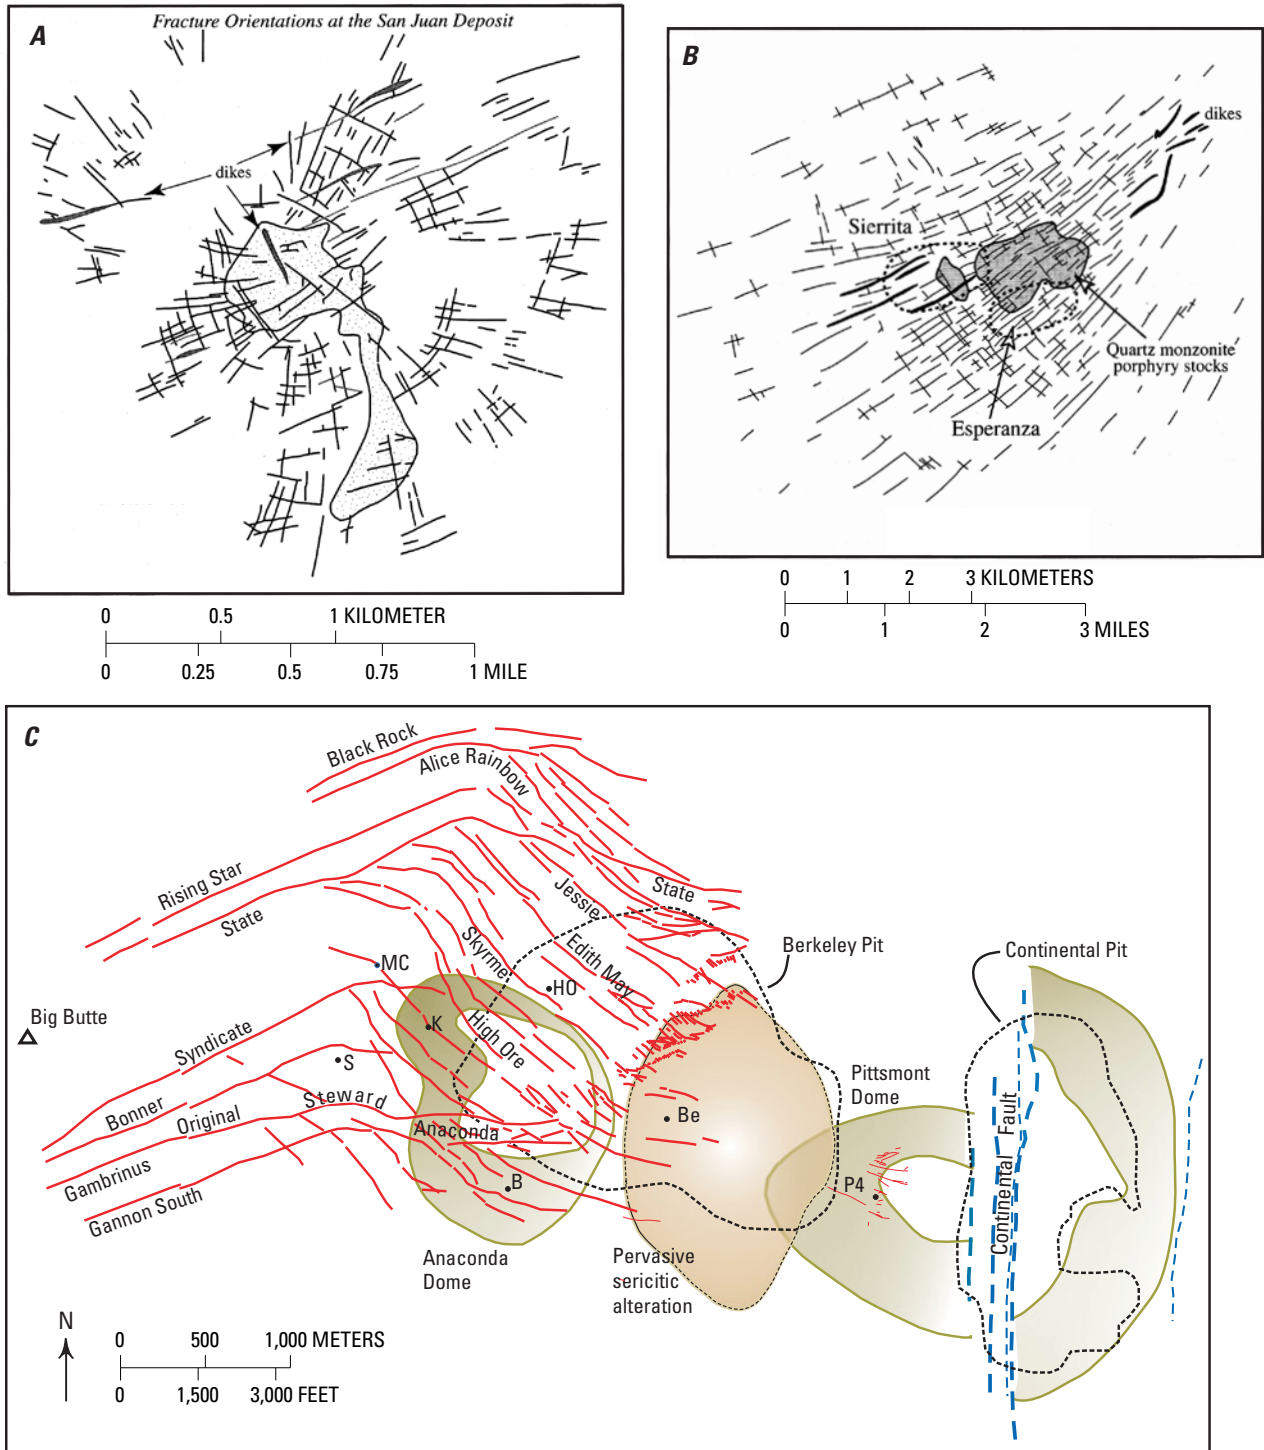 A
Fracture Orientations at the San Juan Deposit
dikes
0 0.5 1 KILOMETER
0 0.25 0.5 0.75 1 MILE
B
dikes
Sierrita
Quartz monzonite
porphyry stocks
Esperanza
0 1 2 3 KILOMETERS
0 1 2 3 MILES
C
Black Rock
Alice Rainbow
Rising Star
State
Jessie
State
Skyrme
Edith May
Berkeley Pit
Continental Pit
MC
HO
Big Butte
K
High Ore
Syndicate
S
Bonner
Steward
Original
Anaconda
Be
Pittsmont
Dome
Continental Fault
Gambrinus
B
P4
Gannon South
Anaconda
Dome
Pervasive
sericitic
alteration
N
0 500 1,000 METERS
0 1,500 3,000 FEET